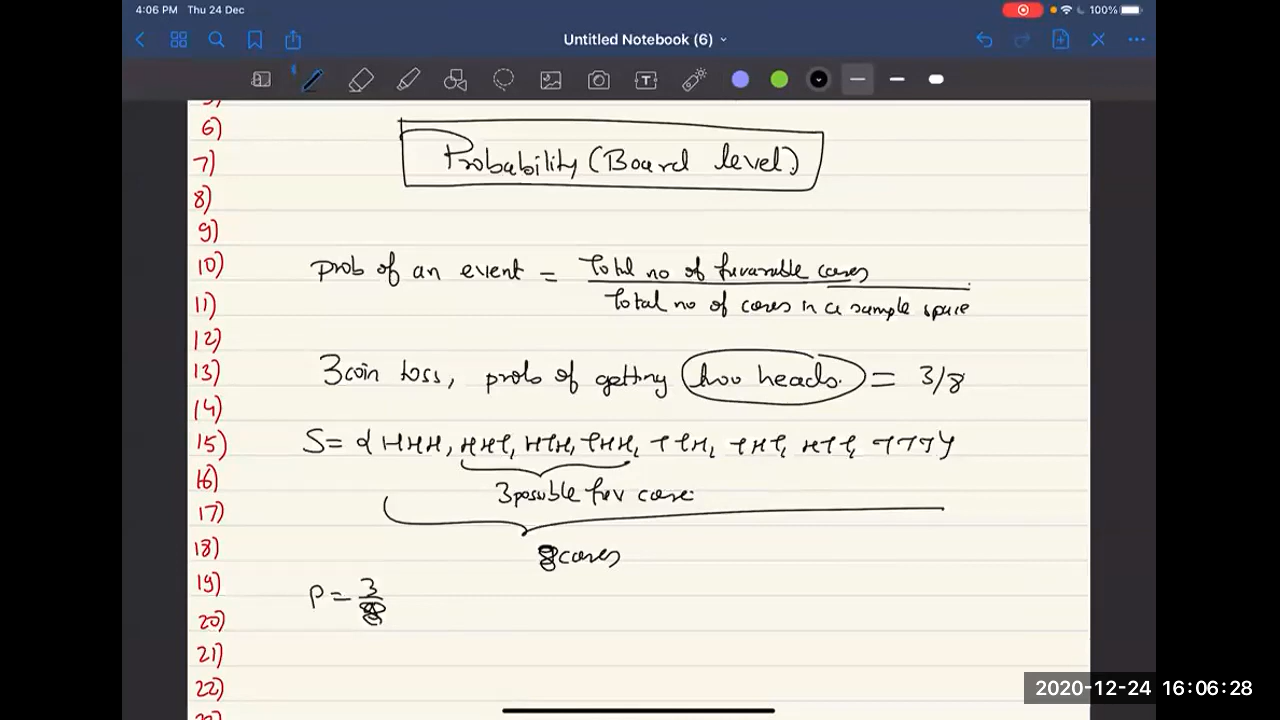 4:06 PM Thu 24 Dec
100%
Untitled Notebook (6)
T
6)
Probability (Board level)
7)
8)
9)
10) prob of an event = Total no of favarable cases
11) Total no of cases in a sample space
12)
13) 3 coin toss, prob of getting two heads = 3/8
14)
15) S= { HHH, HHT, HTH, THH, TTH, THT, HTT, TTT}
16) 3 possible fav case
17)
18) 8 cases
19) P = 3
20) 8
21)
22)
2020-12-24 16:06:28